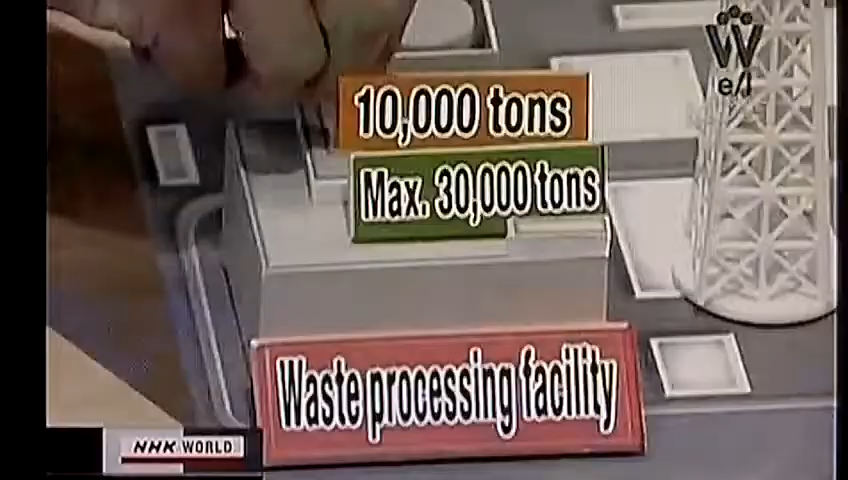 W
e/i
10,000 tons
Max. 30,000 tons
Waste processing facility
NHK WORLD